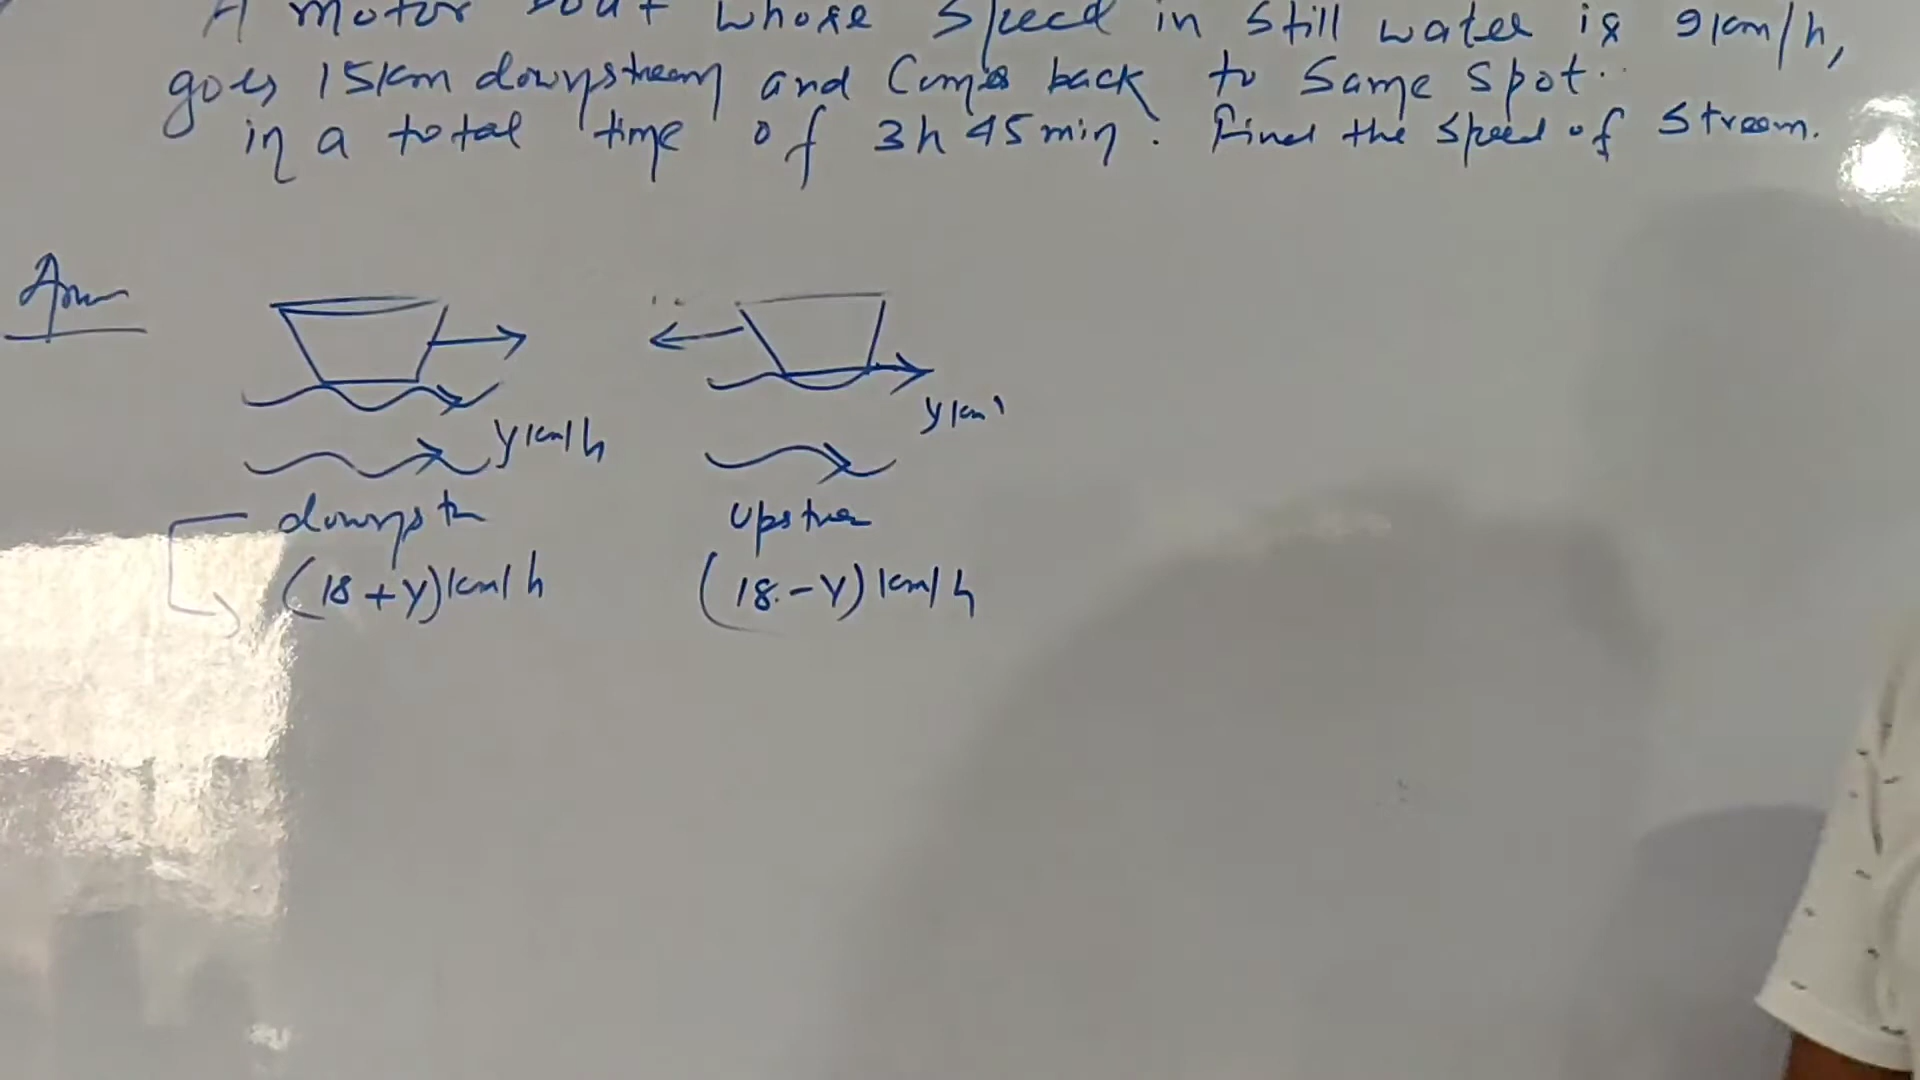 A motor boat whose speed in still water is 9 km/h,
goes 15 km downstream and Comes back to Same spot.
in a total time of 3h 45 min. Find the speed of Stream.
Ans
y km/h
y km
downstn
upstrea
(18 + y) km/h
(18 - y) km/h